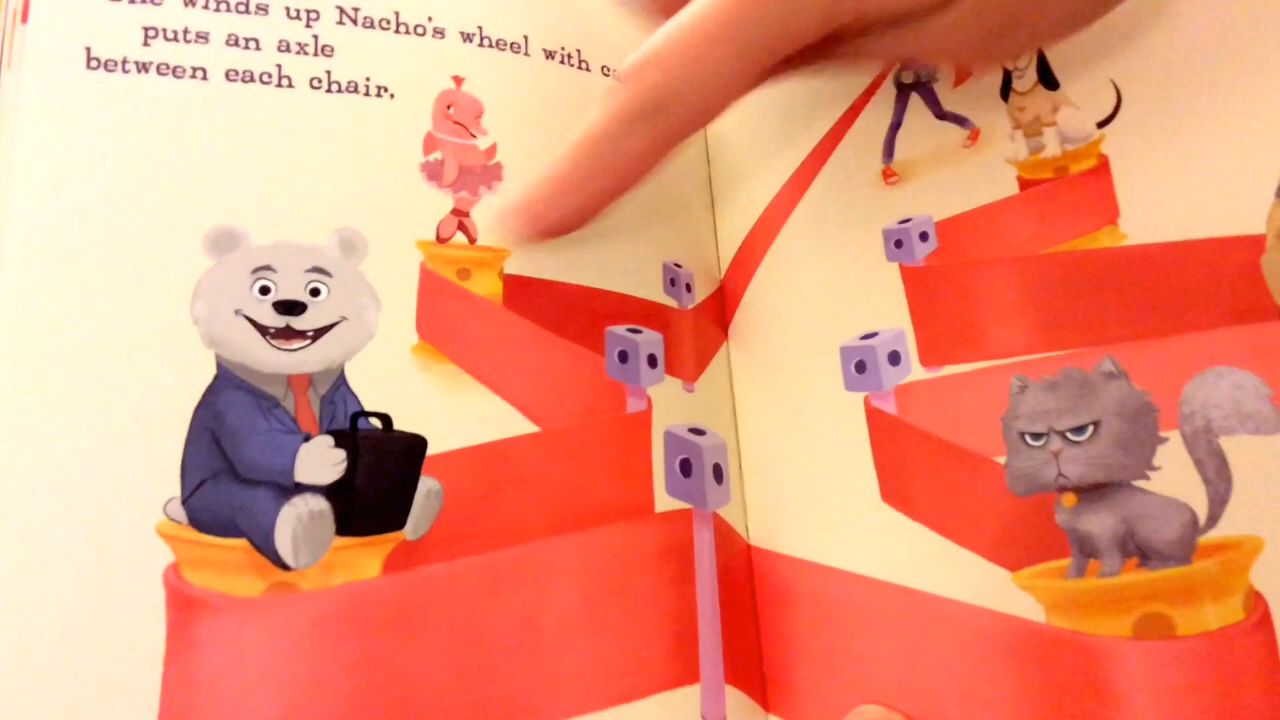 winds up Nacho's wheel with
puts an axle
between each chair,